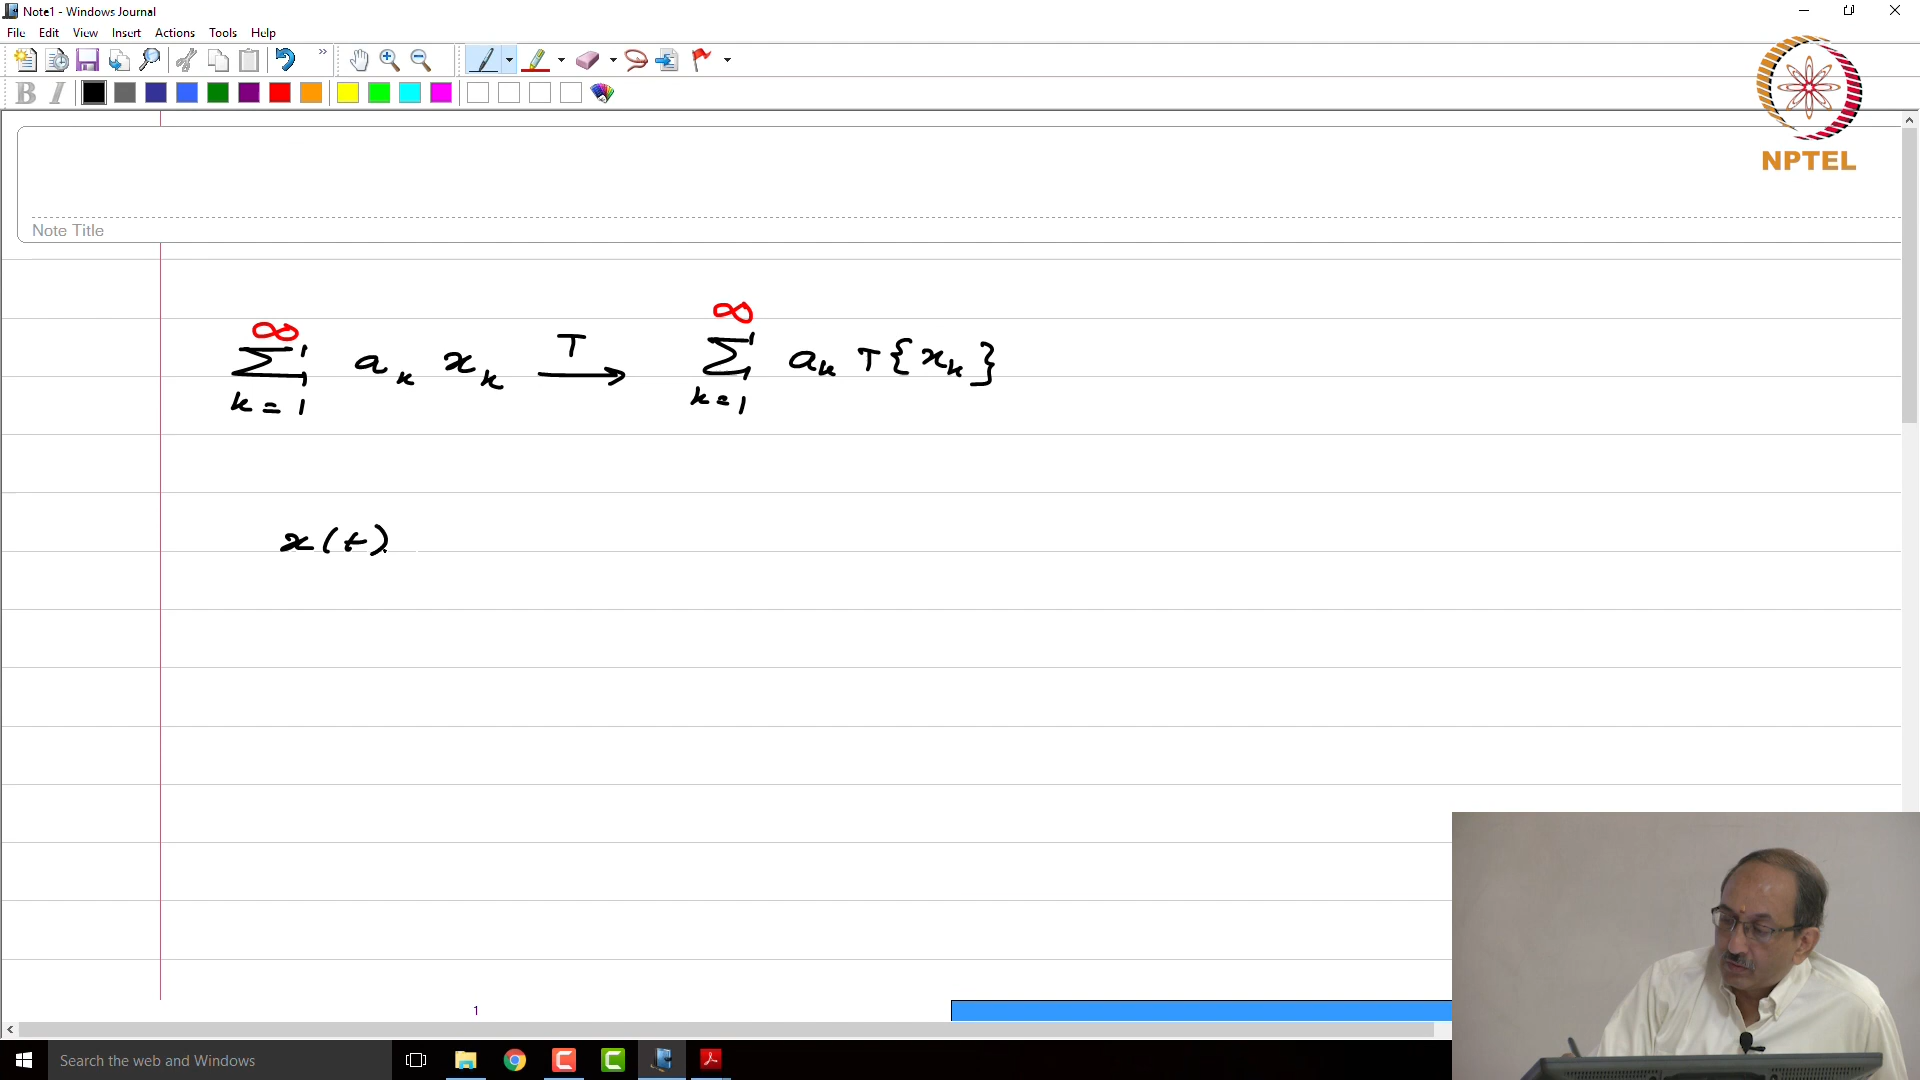 Note1 - Windows Journal
File Edit View Insert Actions Tools Help
»
B I
NPTEL
Note Title
∞ ∞
∑ a_k x_k T→ ∑ a_k T{x_k}
k=1 k=1
x(t)
1
Search the web and Windows